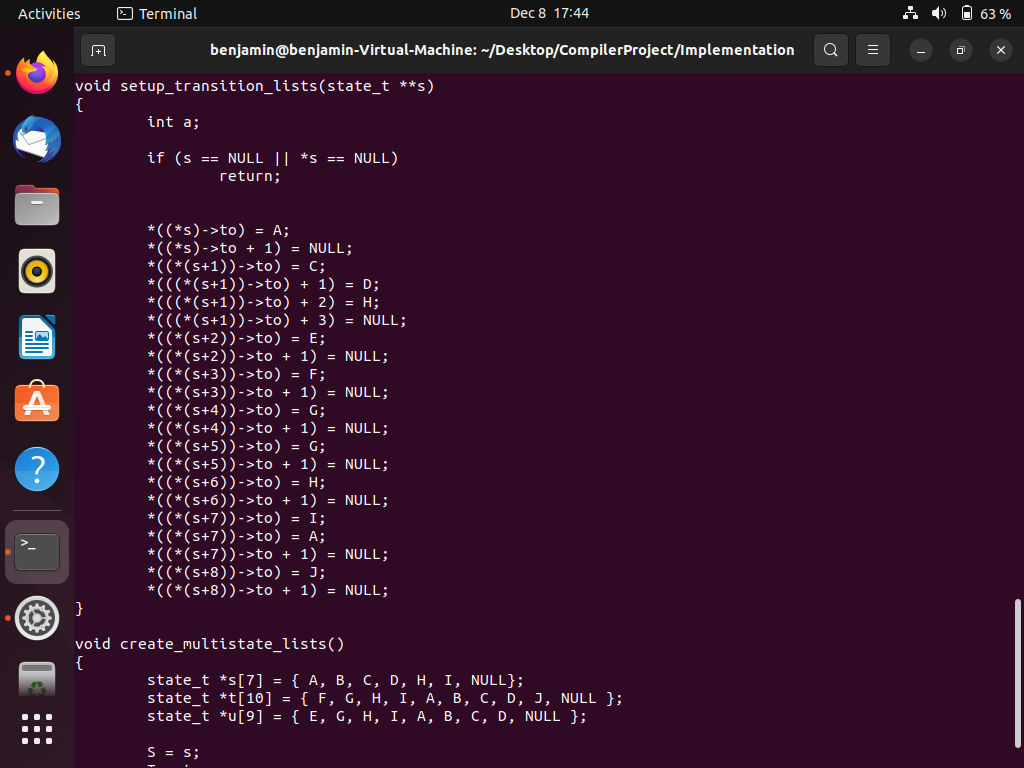 Activities Terminal Dec 8 17:44 63 %
benjamin@benjamin-Virtual-Machine: ~/Desktop/CompilerProject/Implementation
void setup_transition_lists(state_t **s)
{
        int a;

        if (s == NULL || *s == NULL)
                return;


        *((*s)->to) = A;
        *((*s)->to + 1) = NULL;
        *((*(s+1))->to) = C;
        *(((*(s+1))->to) + 1) = D;
        *(((*(s+1))->to) + 2) = H;
        *(((*(s+1))->to) + 3) = NULL;
        *((*(s+2))->to) = E;
        *((*(s+2))->to + 1) = NULL;
        *((*(s+3))->to) = F;
        *((*(s+3))->to + 1) = NULL;
        *((*(s+4))->to) = G;
        *((*(s+4))->to + 1) = NULL;
        *((*(s+5))->to) = G;
        *((*(s+5))->to + 1) = NULL;
        *((*(s+6))->to) = H;
        *((*(s+6))->to + 1) = NULL;
        *((*(s+7))->to) = I;
        *((*(s+7))->to) = A;
        *((*(s+7))->to + 1) = NULL;
        *((*(s+8))->to) = J;
        *((*(s+8))->to + 1) = NULL;
}

void create_multistate_lists()
{
        state_t *s[7] = { A, B, C, D, H, I, NULL};
        state_t *t[10] = { F, G, H, I, A, B, C, D, J, NULL };
        state_t *u[9] = { E, G, H, I, A, B, C, D, NULL };

        S = s;